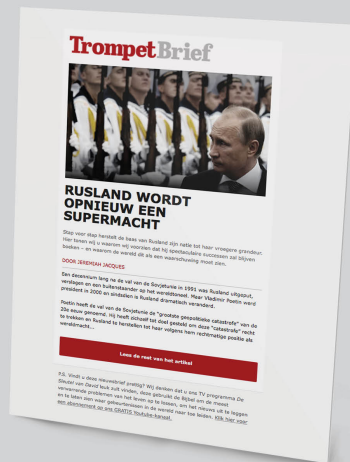 TrompetBrief
RUSLAND WORDT
OPNIEUW EEN
SUPERMACHT
Stap voor stap herstelt de baas van Rusland zijn natie tot haar vroegere grandeur.
Hier tonen wij u waarom wij voorzien dat hij spectaculaire successen zal blijven
boeken – en waarom de wereld dit als een waarschuwing moet zien.
DOOR JEREMIAH JACQUES
Een decennium lang na de val van de Sovjetunie in 1991 was Rusland uitgeput,
verslagen en een buitenstaander op het wereldtoneel. Maar Vladimir Poetin werd
president in 2000 en sindsdien is Rusland dramatisch veranderd.
Poetin heeft de val van de Sovjetunie de "grootste geopolitieke catastrofe" van de
20e eeuw genoemd. Hij heeft zichzelf tot doel gesteld om deze "catastrofe" recht
te trekken en Rusland te herstellen tot haar volgens hem rechtmatige positie als
wereldmacht...
Lees de rest van het artikel
P.S. Vindt u deze nieuwsbrief prettig? Wij denken dat u ons TV programma De
Sleutel van David leuk zult vinden, deze gebruikt de Bijbel om de meest
verwarrende problemen van het leven op te lossen, om het nieuws uit te leggen
en te laten zien waar gebeurtenissen in de wereld naar toe leiden. Klik hier voor
een abonnement op ons GRATIS Youtube-kanaal.